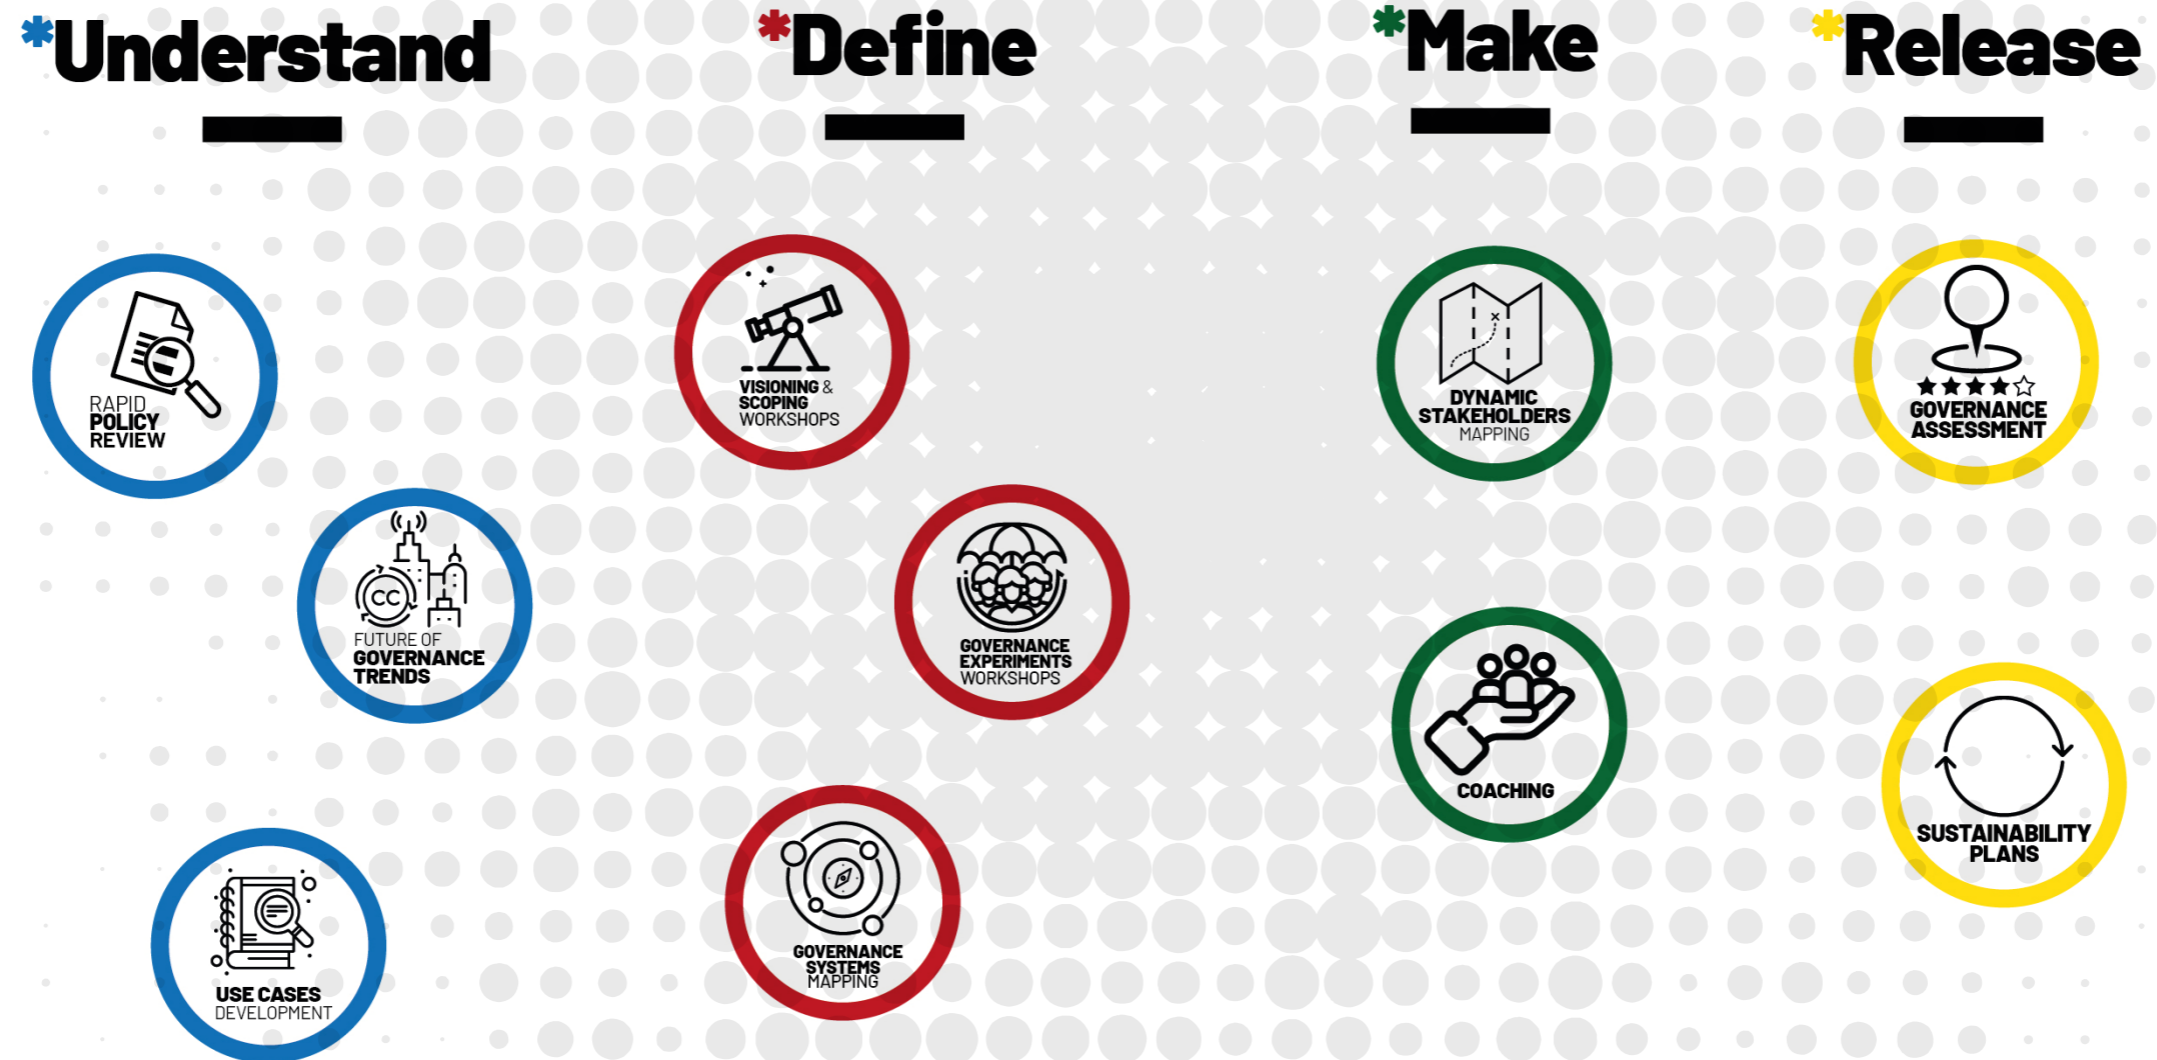 *Understand
*Define
*Make
*Release
RAPID
POLICY
REVIEW
FUTURE OF
GOVERNANCE
TRENDS
USE CASES
DEVELOPMENT
VISIONING &
SCOPING
WORKSHOPS
GOVERNANCE
EXPERIMENTS
WORKSHOPS
GOVERNANCE
SYSTEMS
MAPPING
DYNAMIC
STAKEHOLDERS
MAPPING
COACHING
GOVERNANCE
ASSESSMENT
SUSTAINABILITY
PLANS
CC